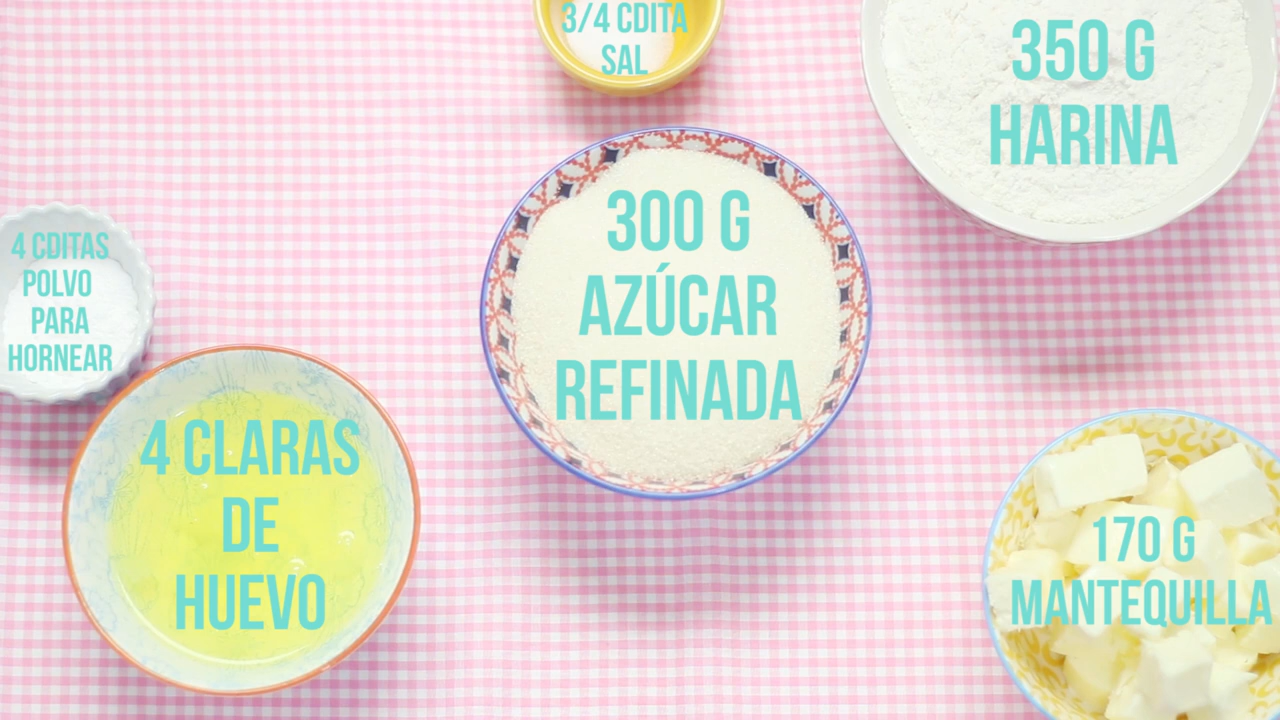 3/4 CDITA
SAL
350 G
HARINA
300 G
AZÚCAR
REFINADA
4 CDITAS
POLVO
PARA
HORNEAR
4 CLARAS
DE
HUEVO
170 G
MANTEQUILLA